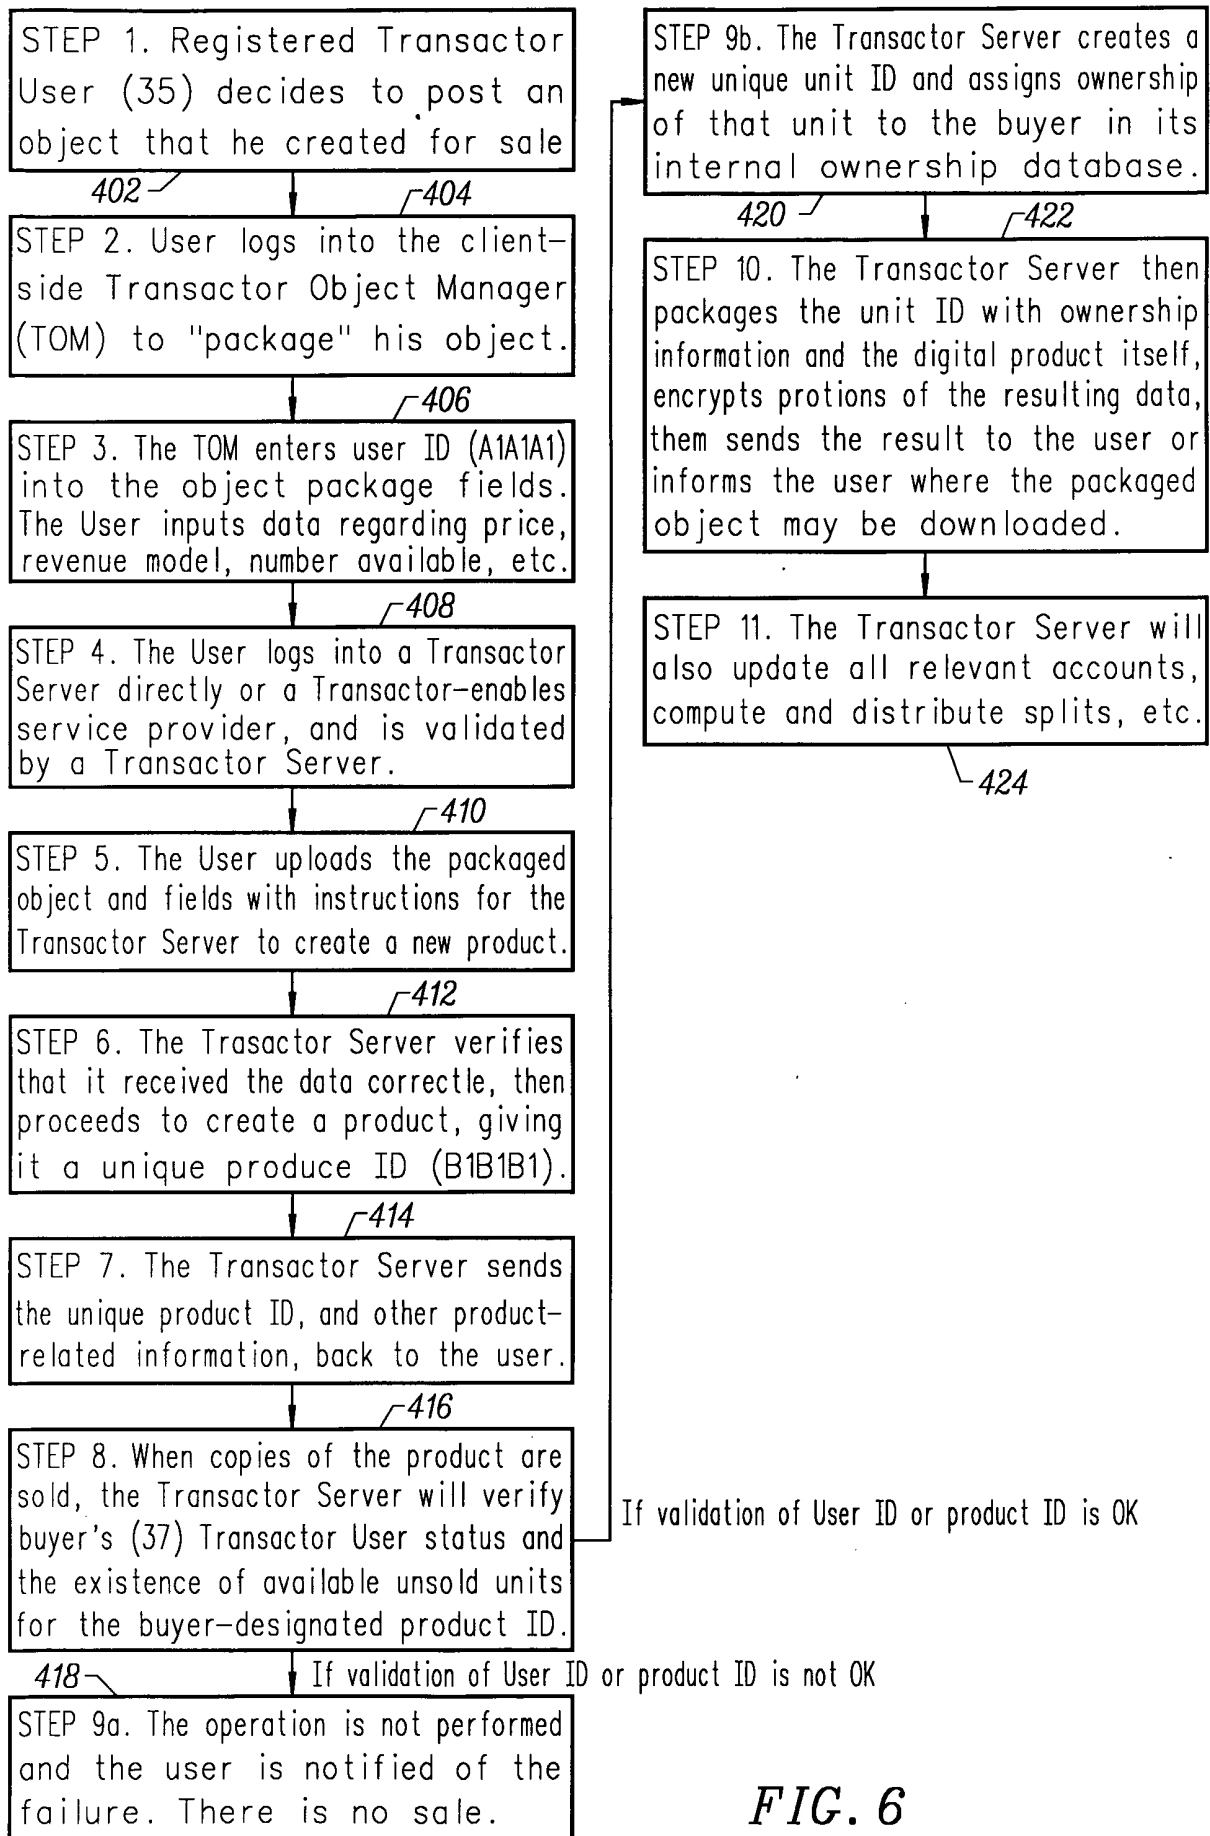 STEP 1. Registered Transactor
User (35) decides to post an
object that he created for sale
402
404
STEP 2. User logs into the client-
side Transactor Object Manager
(TOM) to "package" his object.
406
STEP 3. The TOM enters user ID (A1A1A1)
into the object package fields.
The User inputs data regarding price,
revenue model, number available, etc.
408
STEP 4. The User logs into a Transactor
Server directly or a Transactor-enables
service provider, and is validated
by a Transactor Server.
410
STEP 5. The User uploads the packaged
object and fields with instructions for the
Transactor Server to create a new product.
412
STEP 6. The Trasactor Server verifies
that it received the data correctle, then
proceeds to create a product, giving
it a unique produce ID (B1B1B1).
414
STEP 7. The Transactor Server sends
the unique product ID, and other product-
related information, back to the user.
416
STEP 8. When copies of the product are
sold, the Transactor Server will verify
buyer's (37) Transactor User status and
the existence of available unsold units
for the buyer-designated product ID.
If validation of User ID or product ID is OK
418
If validation of User ID or product ID is not OK
STEP 9a. The operation is not performed
and the user is notified of the
failure. There is no sale.
STEP 9b. The Transactor Server creates a
new unique unit ID and assigns ownership
of that unit to the buyer in its
internal ownership database.
420
422
STEP 10. The Transactor Server then
packages the unit ID with ownership
information and the digital product itself,
encrypts protions of the resulting data,
them sends the result to the user or
informs the user where the packaged
object may be downloaded.
STEP 11. The Transactor Server will
also update all relevant accounts,
compute and distribute splits, etc.
424
FIG. 6